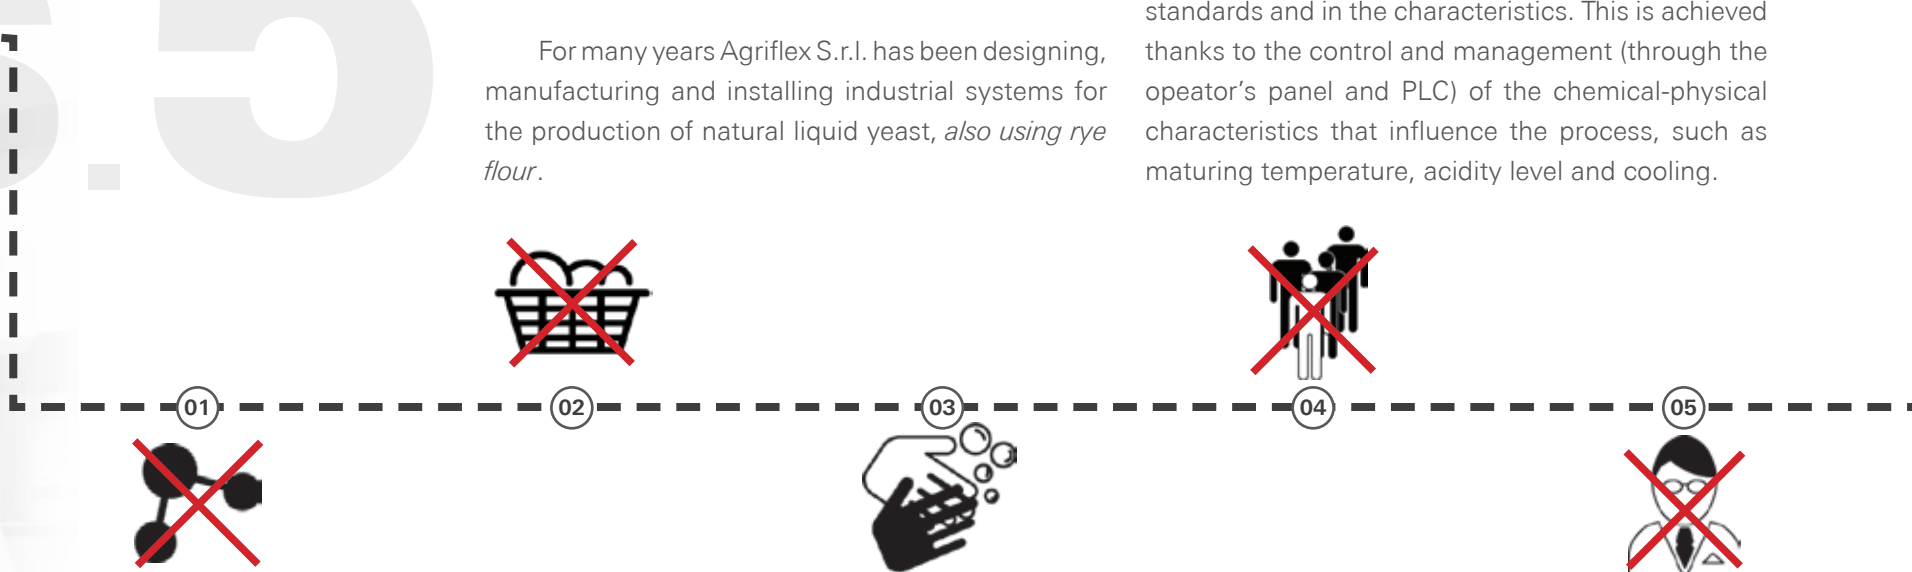 S.5
For many years Agriflex S.r.l. has been designing,
manufacturing and installing industrial systems for
the production of natural liquid yeast, also using rye
flour.
standards and in the characteristics. This is achieved
thanks to the control and management (through the
opeator's panel and PLC) of the chemical-physical
characteristics that influence the process, such as
maturing temperature, acidity level and cooling.
01
02
03
04
05